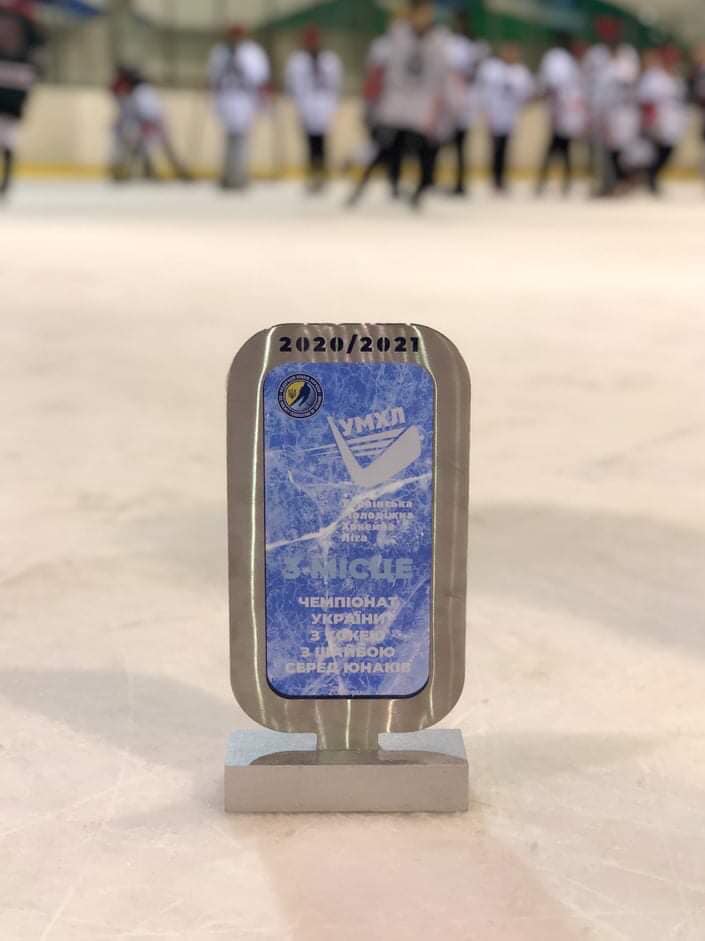 2020/2021
УМХЛ
Українська
Молодіжна
Хокейна
Ліга
3 МІСЦЕ
ЧЕМПІОНАТ
УКРАЇНИ
З ХОКЕЮ
З ШАЙБОЮ
СЕРЕД ЮНАКІВ